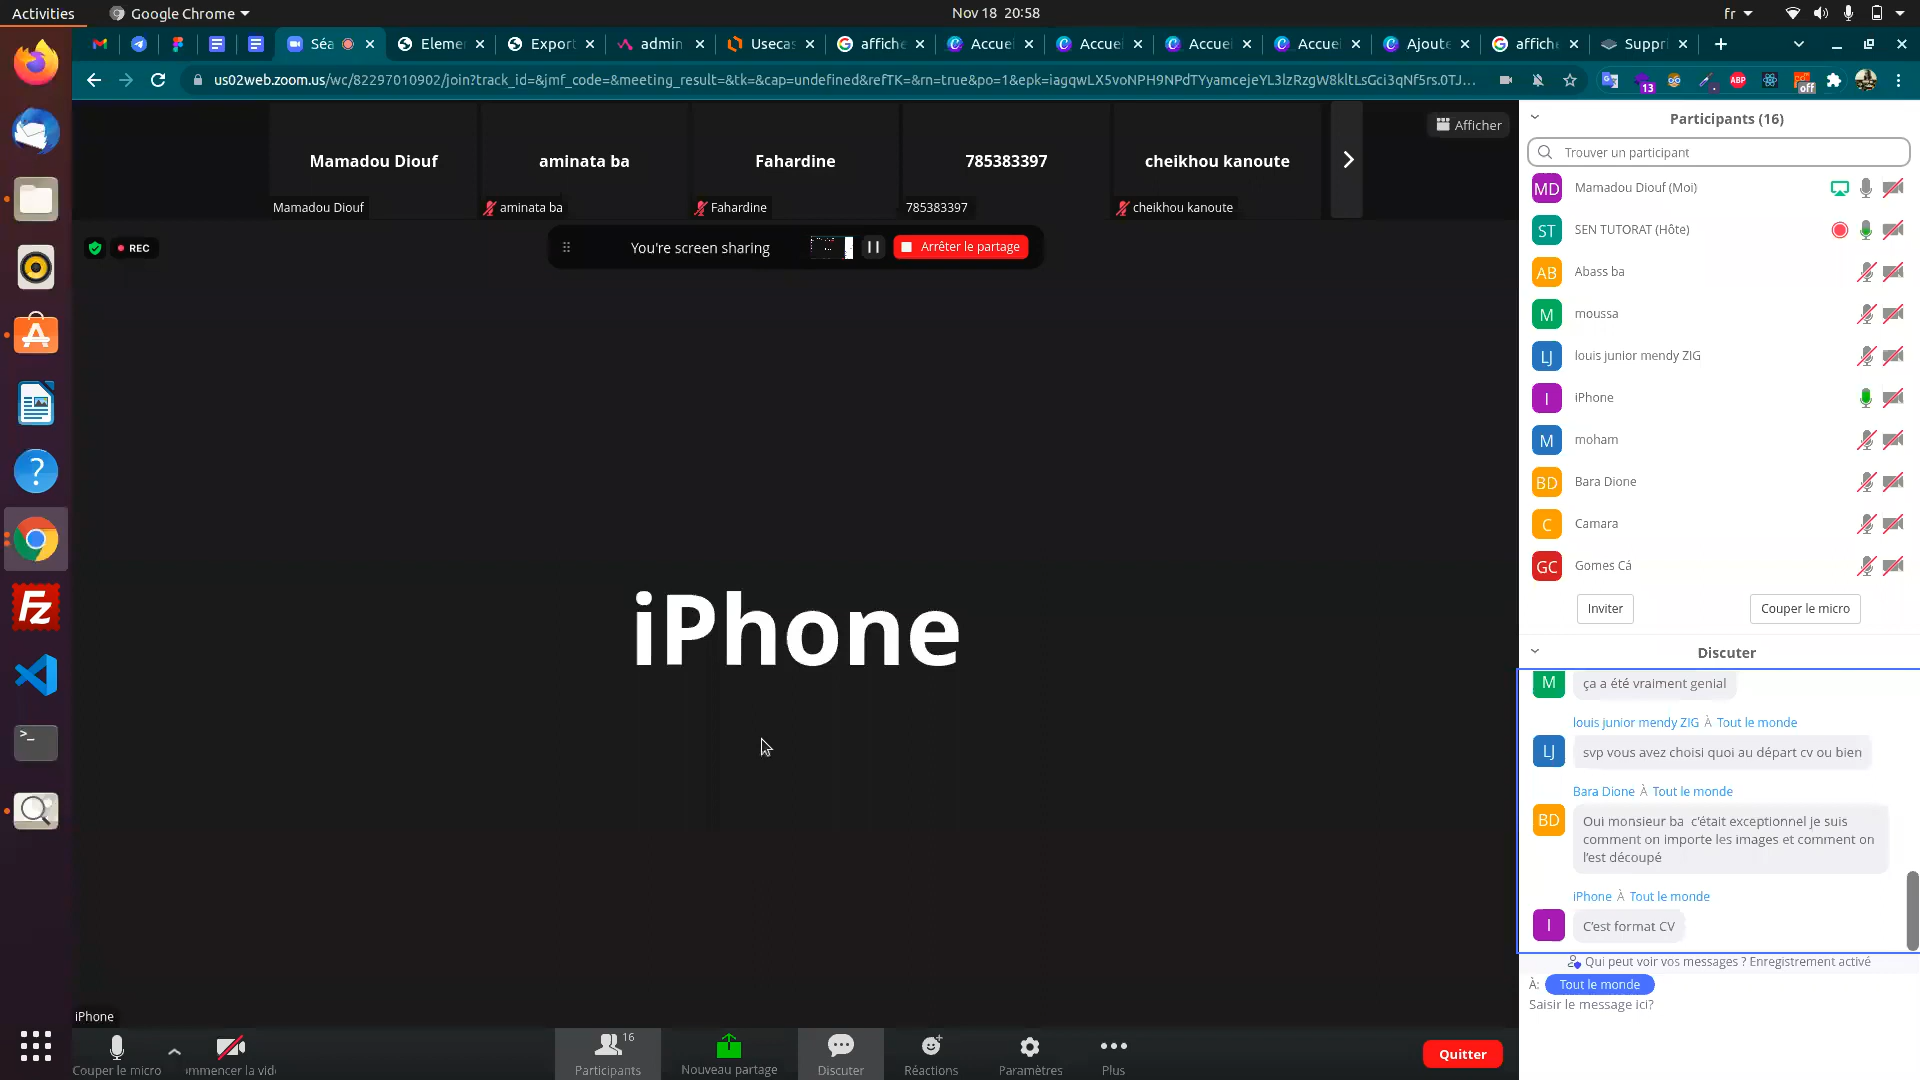 Activities
Google Chrome
Nov 18 20:58
fr
Séa
Elemer
Export
admin
Usecas
affiche
Accuei
Accuei
Accuei
Accuei
Ajoute
affiche
Suppri
us02web.zoom.us/wc/82297010902/join?track_id=&jmf_code=&meeting_result=&tk=&cap=undefined&refTK=&rn=true&po=1&epk=iagqwLX5voNPH9NPdTYyamcejeYL3lzRzgW8kltLsGci3qNf5rs.0TJ...
13
ABP
off
Mamadou Diouf
aminata ba
Fahardine
785383397
cheikhou kanoute
Mamadou Diouf
aminata ba
Fahardine
785383397
cheikhou kanoute
Afficher
REC
You're screen sharing
Arrêter le partage
iPhone
iPhone
Participants (16)
Trouver un participant
MD
Mamadou Diouf (Moi)
ST
SEN TUTORAT (Hôte)
AB
Abass ba
M
moussa
LJ
louis junior mendy ZIG
I
iPhone
M
moham
BD
Bara Dione
C
Camara
GC
Gomes Cá
Inviter
Couper le micro
Discuter
M
ça a été vraiment genial
louis junior mendy ZIG À Tout le monde
LJ
svp vous avez choisi quoi au départ cv ou bien
Bara Dione À Tout le monde
BD
Oui monsieur ba c'était exceptionnel je suis
comment on importe les images et comment on
l'est découpé
iPhone À Tout le monde
I
C'est format CV
Qui peut voir vos messages ? Enregistrement activé
À:
Tout le monde
Saisir le message ici?
Couper le micro
ommencer la vidé
16
Participants
Nouveau partage
Discuter
Réactions
Paramètres
Plus
Quitter